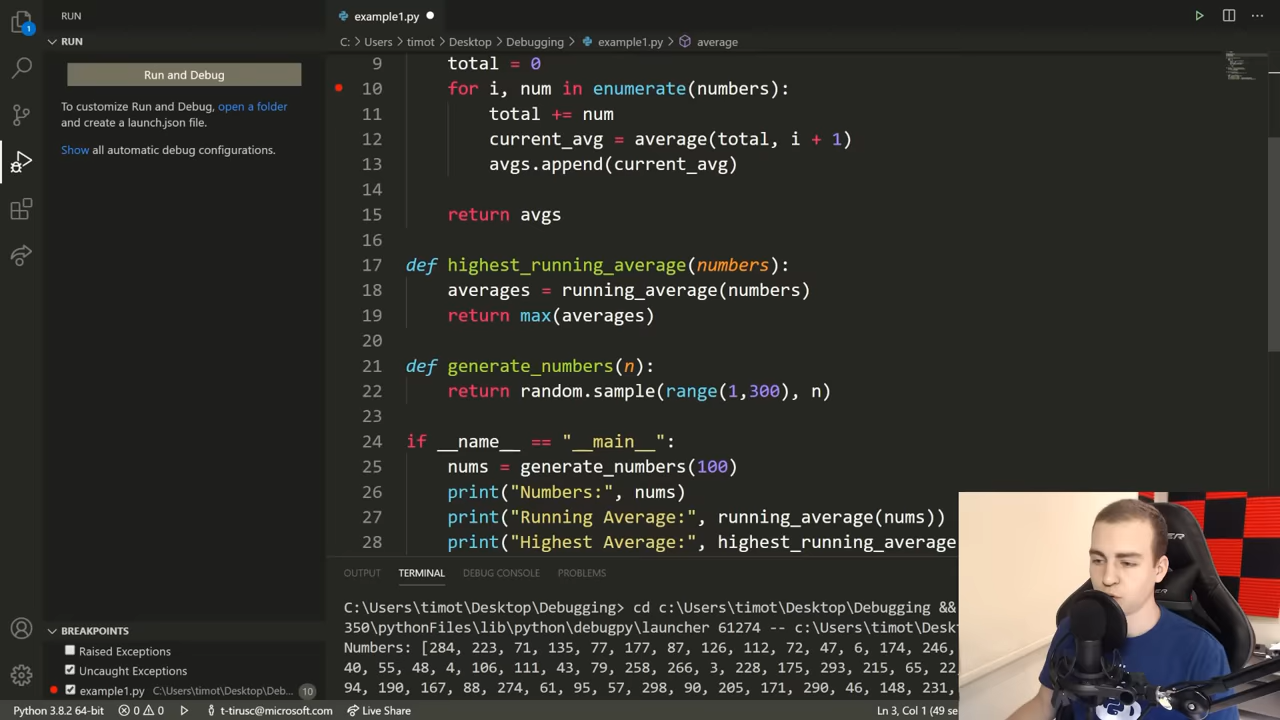 RUN
RUN
Run and Debug
To customize Run and Debug, open a folder
and create a launch.json file.
Show all automatic debug configurations.
BREAKPOINTS
Raised Exceptions
Uncaught Exceptions
example1.py C:\Users\timot\Desktop\Deb... 10
1
example1.py
C: > Users > timot > Desktop > Debugging > example1.py > average
9 total = 0
10 for i, num in enumerate(numbers):
11 total += num
12 current_avg = average(total, i + 1)
13 avgs.append(current_avg)
14
15 return avgs
16
17 def highest_running_average(numbers):
18 averages = running_average(numbers)
19 return max(averages)
20
21 def generate_numbers(n):
22 return random.sample(range(1,300), n)
23
24 if __name__ == "__main__":
25 nums = generate_numbers(100)
26 print("Numbers:", nums)
27 print("Running Average:", running_average(nums))
28 print("Highest Average:", highest_running_average
OUTPUT TERMINAL DEBUG CONSOLE PROBLEMS
C:\Users\timot\Desktop\Debugging> cd c:\Users\timot\Desktop\Debugging &&
350\pythonFiles\lib\python\debugpy\launcher 61274 -- c:\Users\timot\Deskto
Numbers: [284, 223, 71, 135, 77, 177, 87, 126, 112, 72, 47, 6, 174, 246,
40, 55, 48, 4, 106, 111, 43, 79, 258, 266, 3, 228, 175, 293, 215, 65, 22
94, 190, 167, 88, 274, 61, 95, 57, 298, 90, 205, 171, 290, 46, 148, 231,
Python 3.8.2 64-bit 0 0 t-tirusc@microsoft.com Live Share
Ln 3, Col 1 (49 se